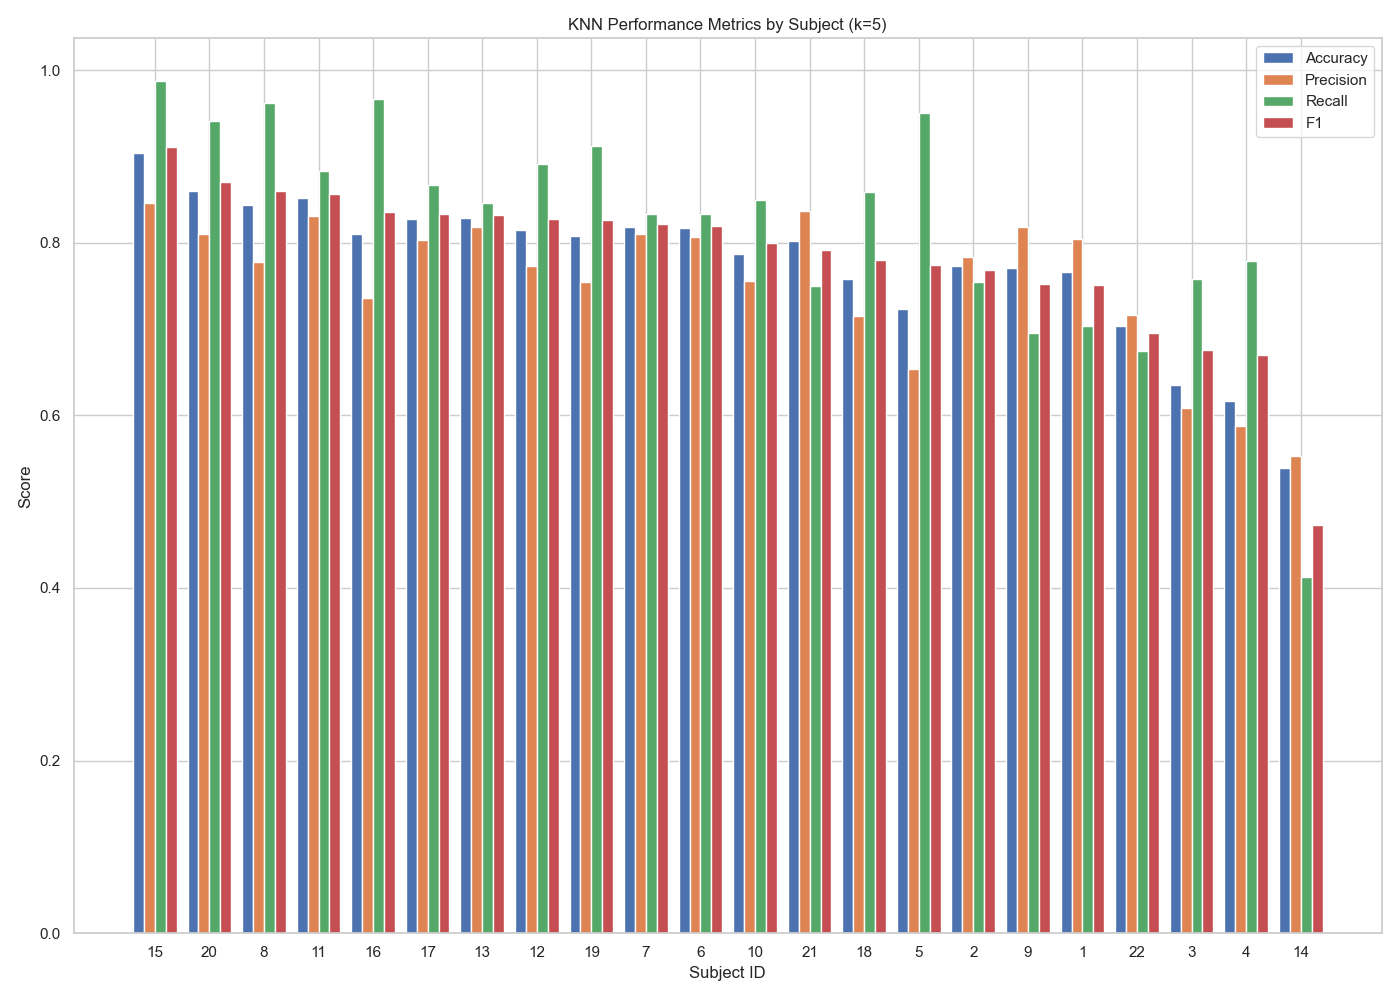 KNN Performance Metrics by Subject (k=5)
Accuracy
Precision
Recall
F1
1.0
0.8
0.6
0.4
0.2
0.0
Score
15 20 8 11 16 17 13 12 19 7 6 10 21 18 5 2 9 1 22 3 4 14
Subject ID